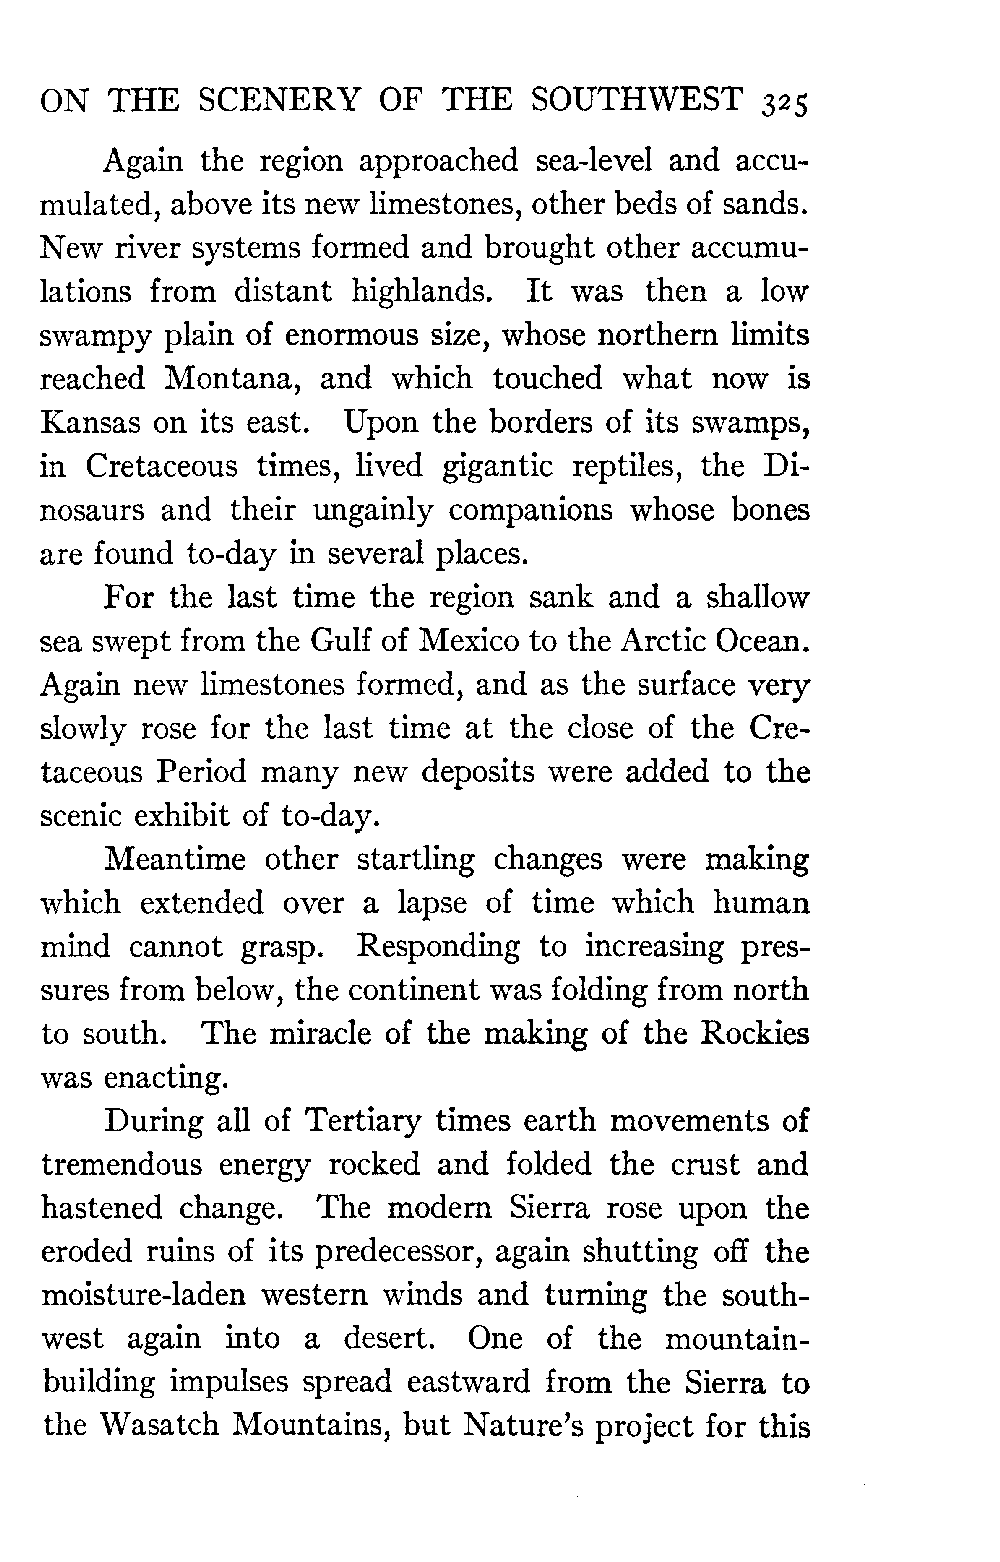 ON THE SCENERY OF THE SOUTHWEST 325
Again the region approached sea-level and accu-
mulated, above its new limestones, other beds of sands.
New river systems formed and brought other accumu-
lations from distant highlands. It was then a low
swampy plain of enormous size, whose northern limits
reached Montana, and which touched what now is
Kansas on its east. Upon the borders of its swamps,
in Cretaceous times, lived gigantic reptiles, the Di-
nosaurs and their ungainly companions whose bones
are found to-day in several places.
For the last time the region sank and a shallow
sea swept from the Gulf of Mexico to the Arctic Ocean.
Again new limestones formed, and as the surface very
slowly rose for the last time at the close of the Cre-
taceous Period many new deposits were added to the
scenic exhibit of to-day.
Meantime other startling changes were making
which extended over a lapse of time which human
mind cannot grasp. Responding to increasing pres-
sures from below, the continent was folding from north
to south. The miracle of the making of the Rockies
was enacting.
During all of Tertiary times earth movements of
tremendous energy rocked and folded the crust and
hastened change. The modern Sierra rose upon the
eroded ruins of its predecessor, again shutting off the
moisture-laden western winds and turning the south-
west again into a desert. One of the mountain-
building impulses spread eastward from the Sierra to
the Wasatch Mountains, but Nature's project for this